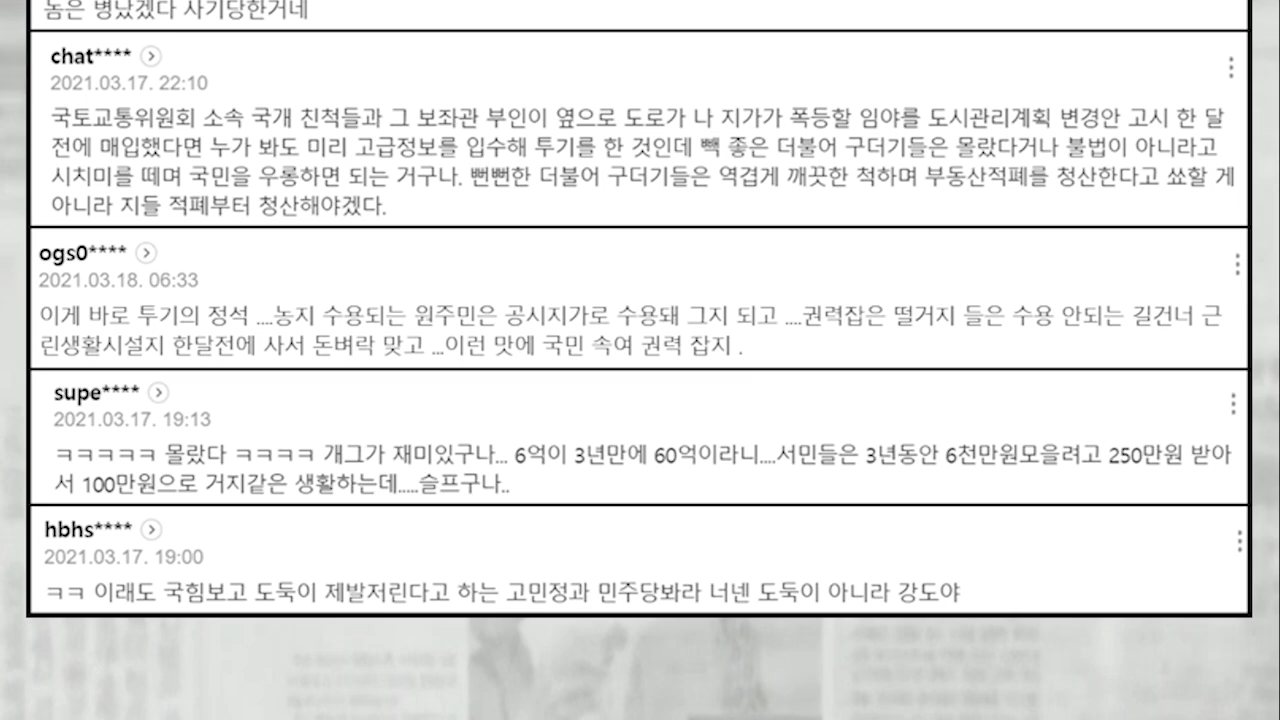 놈은 병났겠다 사기당한거네
chat****
2021.03.17. 22:10
국토교통위원회 소속 국개 친척들과 그 보좌관 부인이 옆으로 도로가 나 지가가 폭등할 임야를 도시관리계획 변경안 고시 한 달
전에 매입했다면 누가 봐도 미리 고급정보를 입수해 투기를 한 것인데 빽 좋은 더불어 구더기들은 몰랐다거나 불법이 아니라고
시치미를 떼며 국민을 우롱하면 되는 거구나. 뻔뻔한 더불어 구더기들은 역겹게 깨끗한 척하며 부동산적폐를 청산한다고 쑈할 게
아니라 지들 적폐부터 청산해야겠다.
ogs0****
2021.03.18. 06:33
이게 바로 투기의 정석 ....농지 수용되는 원주민은 공시지가로 수용돼 그지 되고 ....권력잡은 떨거지 들은 수용 안되는 길건너 근
린생활시설지 한달전에 사서 돈벼락 맞고 ...이런 맛에 국민 속여 권력 잡지 .
supe****
2021.03.17. 19:13
ㅋㅋㅋㅋㅋ 몰랐다 ㅋㅋㅋㅋ 개그가 재미있구나... 6억이 3년만에 60억이라니....서민들은 3년동안 6천만원모을려고 250만원 받아
서 100만원으로 거지같은 생활하는데.....슬프구나..
hbhs****
2021.03.17. 19:00
ㅋㅋ 이래도 국힘보고 도둑이 제발저린다고 하는 고민정과 민주당봐라 너넨 도둑이 아니라 강도야